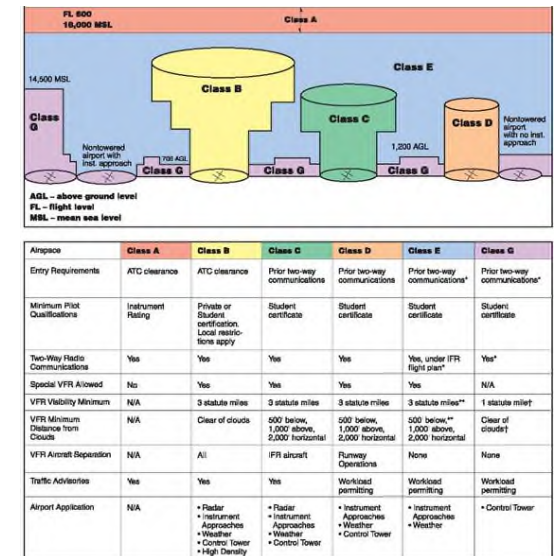 FL 600
18,000 MSL
Class A
Class E
14,500 MSL
Class B
Class C
Class G
Class D
Nontowered airport with no inst. approach
Nontowered airport with inst. approach
700 AGL
1,200 AGL
Class G
Class G
Class G
AGL – above ground level
FL – flight level
MSL – mean sea level
Airspace Class A Class B Class C Class D Class E Class G
Entry Requirements ATC clearance ATC clearance Prior two-way communications Prior two-way communications Prior two-way communications* Prior two-way communications*
Minimum Pilot Qualifications Instrument Rating Private or Student certification. Local restrictions apply Student certificate Student certificate Student certificate Student certificate
Two-Way Radio Communications Yes Yes Yes Yes Yes, under IFR flight plan* Yes*
Special VFR Allowed No Yes Yes Yes Yes N/A
VFR Visibility Minimum N/A 3 statute miles 3 statute miles 3 statute miles 3 statute miles** 1 statute mile†
VFR Minimum Distance from Clouds N/A Clear of clouds 500' below, 1,000' above, 2,000' horizontal 500' below, 1,000' above, 2,000' horizontal 500' below,** 1,000' above, 2,000' horizontal Clear of clouds†
VFR Aircraft Separation N/A All IFR aircraft Runway Operations None None
Traffic Advisories Yes Yes Yes Workload permitting Workload permitting Workload permitting
Airport Application N/A • Radar • Instrument Approaches • Weather • Control Tower • High Density • Radar • Instrument Approaches • Weather • Control Tower • Instrument Approaches • Weather • Control Tower • Instrument Approaches • Weather • Control Tower